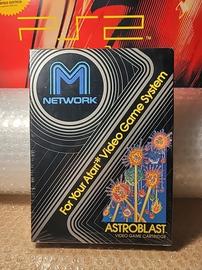 PS2
M
NETWORK
For Your Atari® Video Game System
ASTROBLAST
VIDEO GAME CARTRIDGE